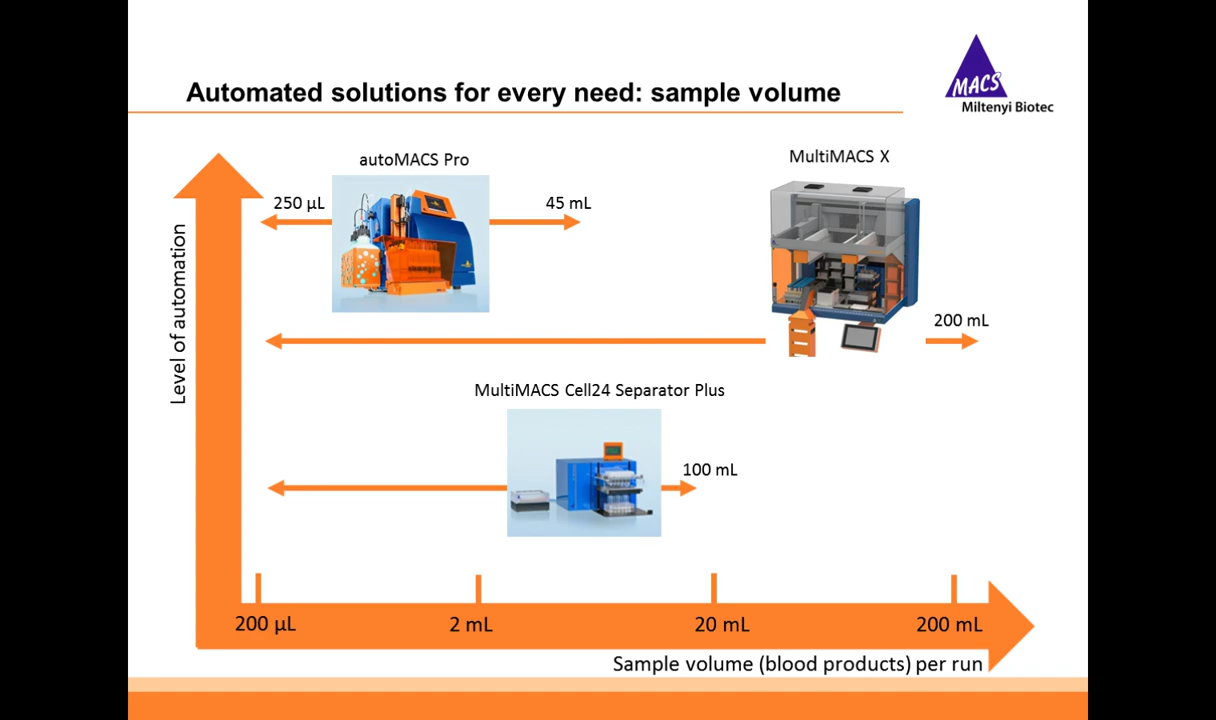 Automated solutions for every need: sample volume
MACS
Miltenyi Biotec
autoMACS Pro
MultiMACS X
250 µL
45 mL
Level of automation
200 mL
MultiMACS Cell24 Separator Plus
100 mL
200 µL
2 mL
20 mL
200 mL
Sample volume (blood products) per run